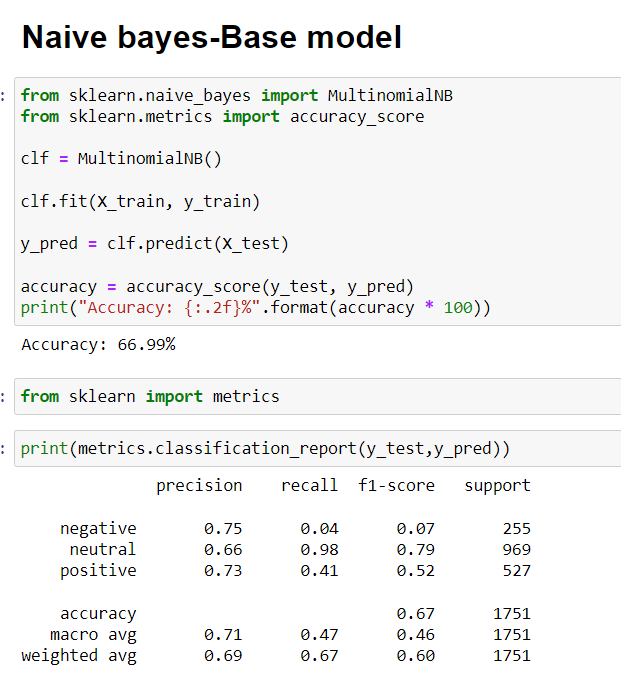 Naive bayes-Base model
: from sklearn.naive_bayes import MultinomialNB
from sklearn.metrics import accuracy_score
clf = MultinomialNB()
clf.fit(X_train, y_train)
y_pred = clf.predict(X_test)
accuracy = accuracy_score(y_test, y_pred)
print("Accuracy: {:.2f}%".format(accuracy * 100))
Accuracy: 66.99%
: from sklearn import metrics
: print(metrics.classification_report(y_test,y_pred))
precision recall f1-score support
negative 0.75 0.04 0.07 255
neutral 0.66 0.98 0.79 969
positive 0.73 0.41 0.52 527
accuracy 0.67 1751
macro avg 0.71 0.47 0.46 1751
weighted avg 0.69 0.67 0.60 1751